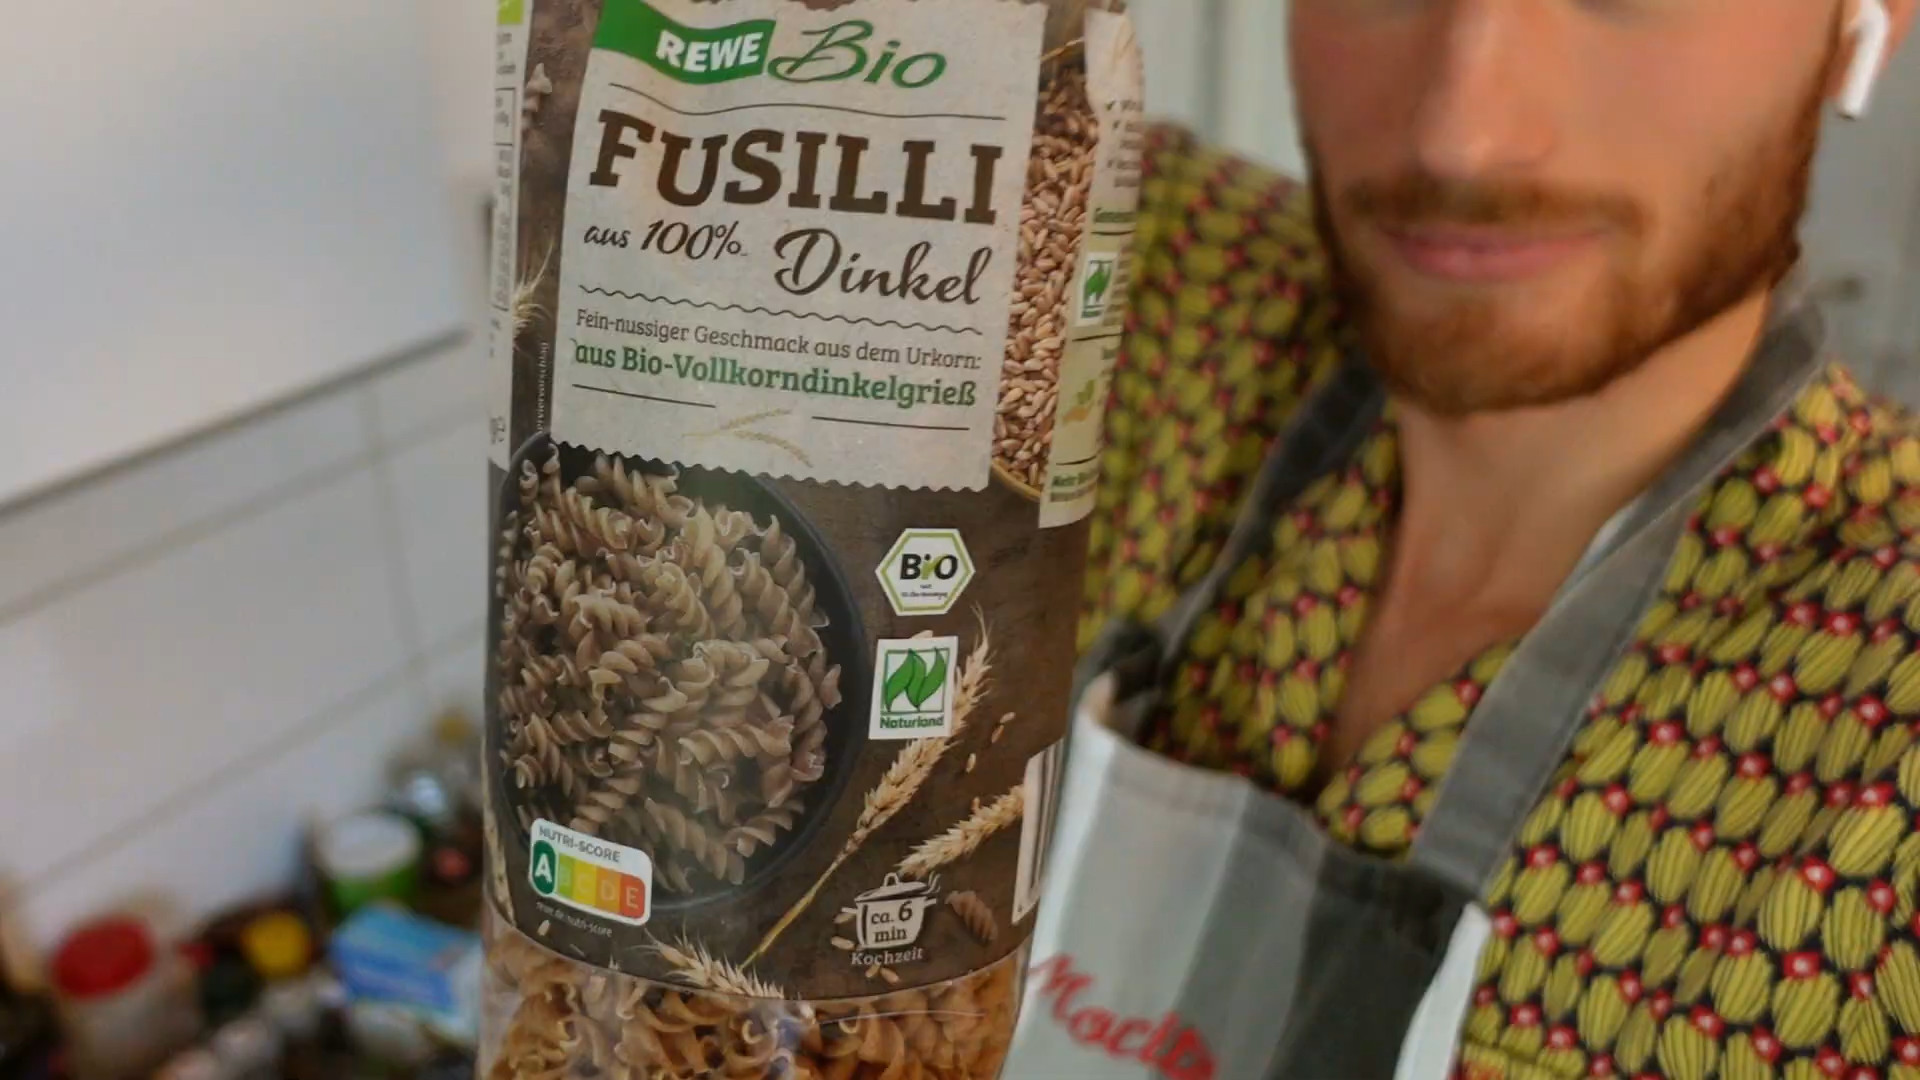 REWE Bio
FUSILLI
aus 100% Dinkel
Fein-nussiger Geschmack aus dem Urkorn:
aus Bio-Vollkorndinkelgrieß
BIO
Naturland
NUTRI-SCORE
A B C D E
ca. 6
min
Kochzeit